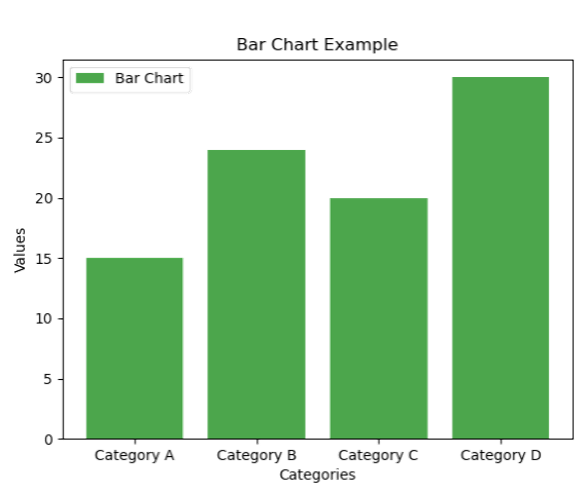 Bar Chart Example
Bar Chart
30
25
20
15
10
5
0
Values
Category A Category B Category C Category D
Categories